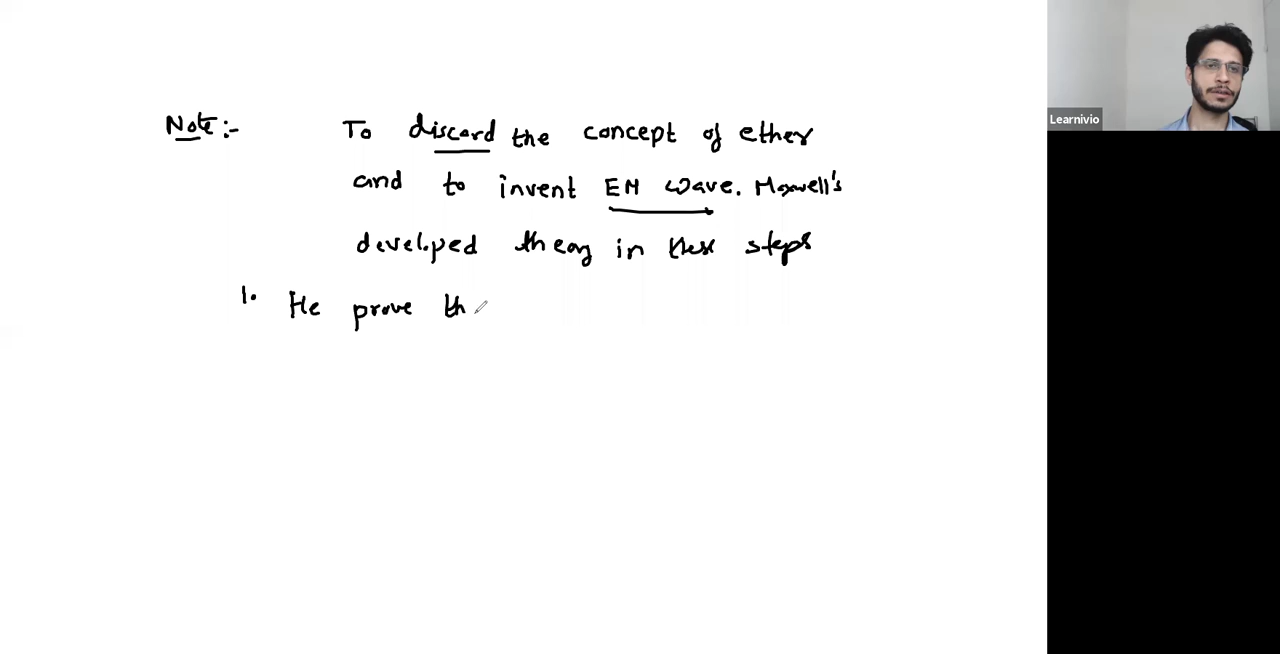 Note:-
To discard the concept of ether
and to invent EM wave. Maxwell's
developed theory in these steps
1. He prove th
Learnivio